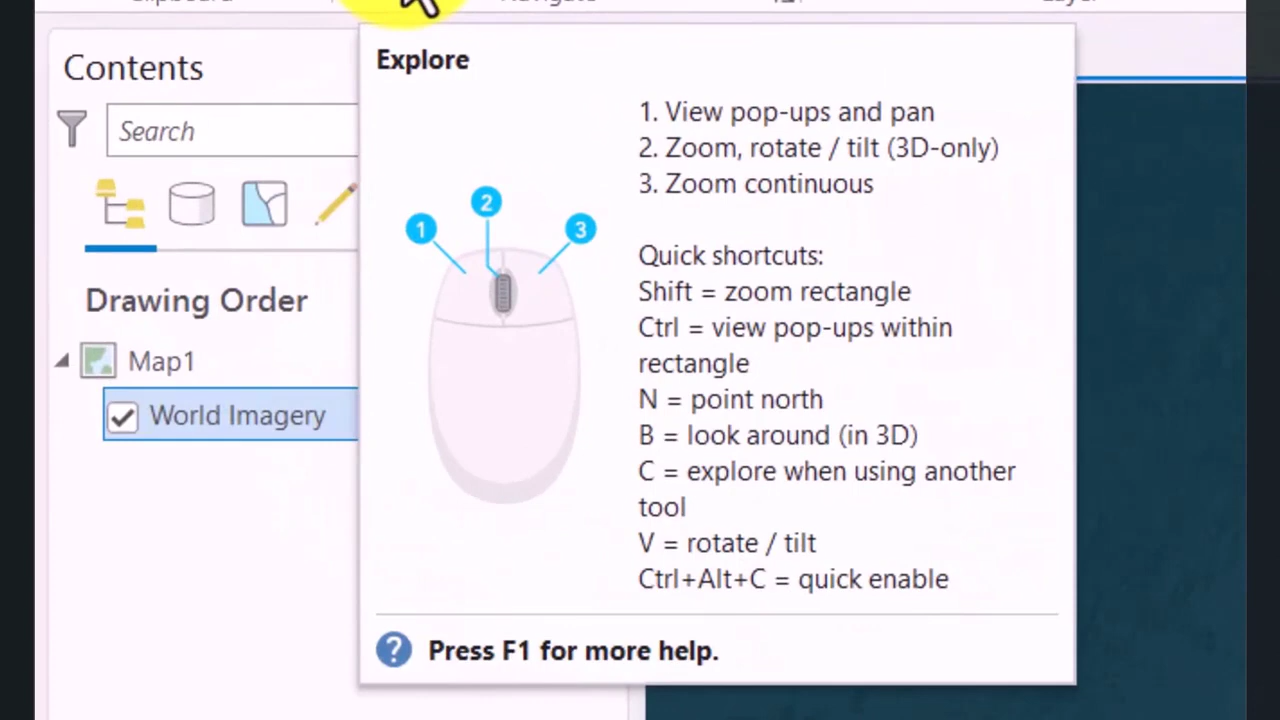 Clipboard
Navigate
Layer
Contents
Search
Drawing Order
Map1
World Imagery
Explore
1
2
3
1. View pop-ups and pan
2. Zoom, rotate / tilt (3D-only)
3. Zoom continuous
Quick shortcuts:
Shift = zoom rectangle
Ctrl = view pop-ups within
rectangle
N = point north
B = look around (in 3D)
C = explore when using another
tool
V = rotate / tilt
Ctrl+Alt+C = quick enable
? Press F1 for more help.